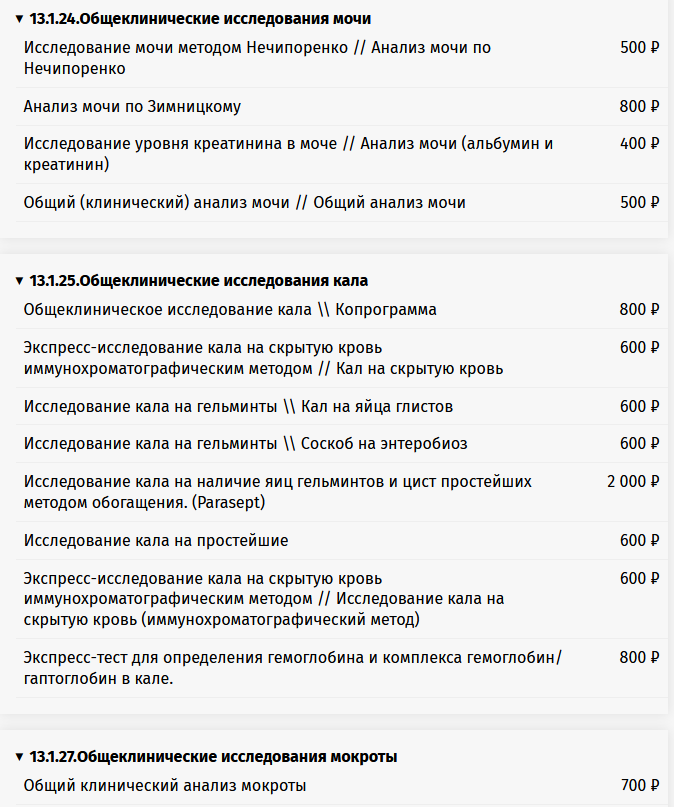 ▼ 13.1.24.Общеклинические исследования мочи
Исследование мочи методом Нечипоренко // Анализ мочи по 500 ₽
Нечипоренко
Анализ мочи по Зимницкому 800 ₽
Исследование уровня креатинина в моче // Анализ мочи (альбумин и 400 ₽
креатинин)
Общий (клинический) анализ мочи // Общий анализ мочи 500 ₽
▼ 13.1.25.Общеклинические исследования кала
Общеклиническое исследование кала \\ Копрограмма 800 ₽
Экспресс-исследование кала на скрытую кровь 600 ₽
иммунохроматографическим методом // Кал на скрытую кровь
Исследование кала на гельминты \\ Кал на яйца глистов 600 ₽
Исследование кала на гельминты \\ Соскоб на энтеробиоз 600 ₽
Исследование кала на наличие яиц гельминтов и цист простейших 2 000 ₽
методом обогащения. (Parasept)
Исследование кала на простейшие 600 ₽
Экспресс-исследование кала на скрытую кровь 600 ₽
иммунохроматографическим методом // Исследование кала на
скрытую кровь (иммунохроматографический метод)
Экспресс-тест для определения гемоглобина и комплекса гемоглобин/ 800 ₽
гаптоглобин в кале.
▼ 13.1.27.Общеклинические исследования мокроты
Общий клинический анализ мокроты 700 ₽